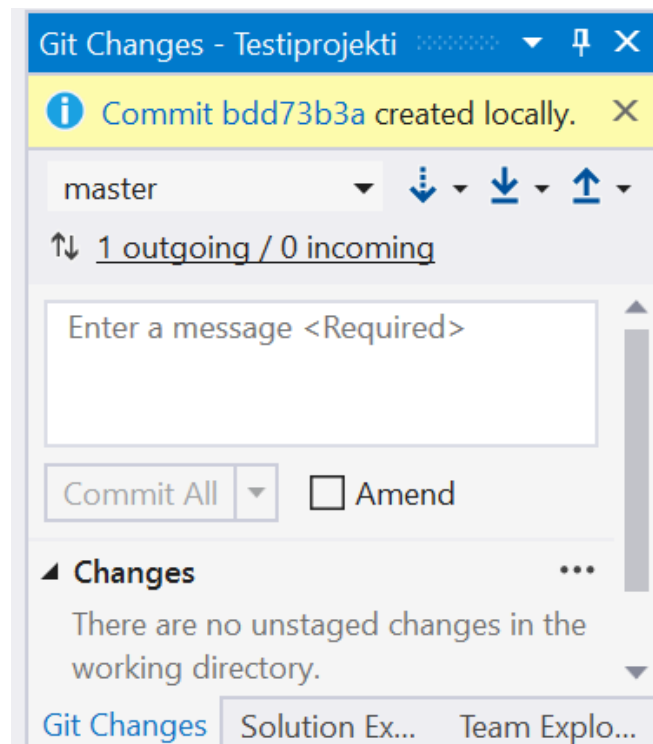 Git Changes - Testiprojekti
Commit bdd73b3a created locally.
master
1 outgoing / 0 incoming
Enter a message <Required>
Commit All
Amend
Changes
There are no unstaged changes in the
working directory.
Git Changes Solution Ex... Team Explo...